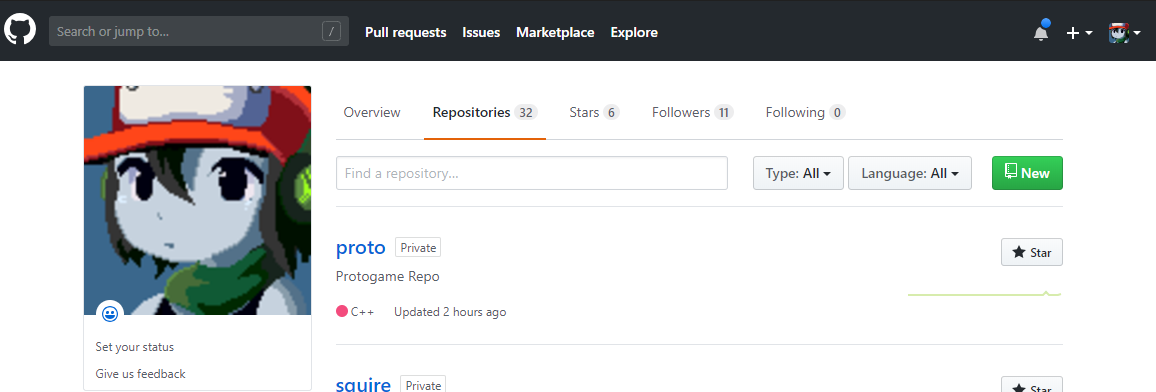 Search or jump to... /
Pull requests Issues Marketplace Explore
Overview Repositories 32 Stars 6 Followers 11 Following 0
Find a repository... Type: All Language: All New
proto Private Star
Protogame Repo
C++ Updated 2 hours ago
Set your status
Give us feedback
squire Private Star